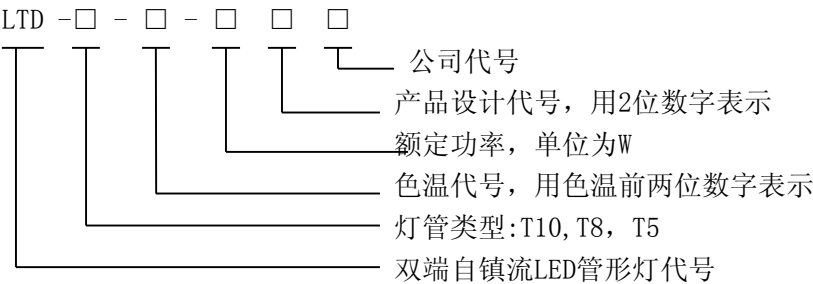 LTD -□ - □ - □ □ □
公司代号
产品设计代号，用2位数字表示
额定功率，单位为W
色温代号，用色温前两位数字表示
灯管类型:T10,T8，T5
双端自镇流LED管形灯代号